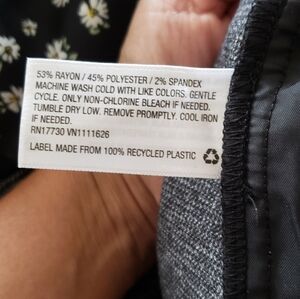 53% RAYON / 45% POLYESTER / 2% SPANDEX
MACHINE WASH COLD WITH LIKE COLORS. GENTLE
CYCLE. ONLY NON-CHLORINE BLEACH IF NEEDED.
TUMBLE DRY LOW. REMOVE PROMPTLY. COOL IRON
IF NEEDED.
RN17730 VN1111626
LABEL MADE FROM 100% RECYCLED PLASTIC